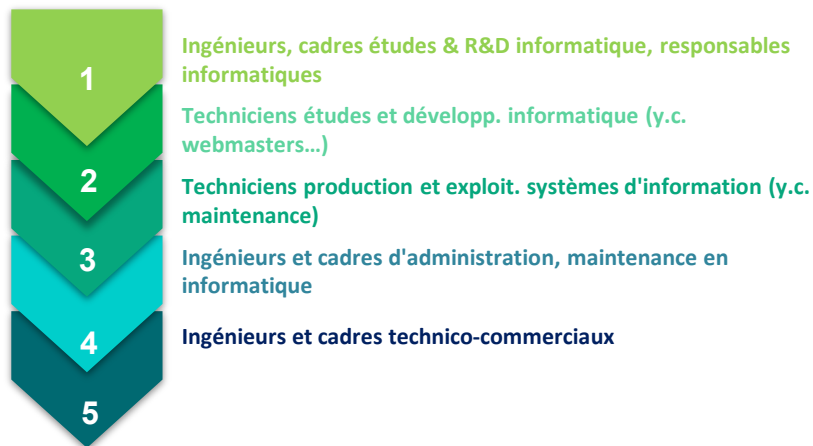 1
Ingénieurs, cadres études & R&D informatique, responsables
informatiques
2
Techniciens études et développ. informatique (y.c.
webmasters…)
3
Techniciens production et exploit. systèmes d'information (y.c.
maintenance)
4
Ingénieurs et cadres d'administration, maintenance en
informatique
5
Ingénieurs et cadres technico-commerciaux